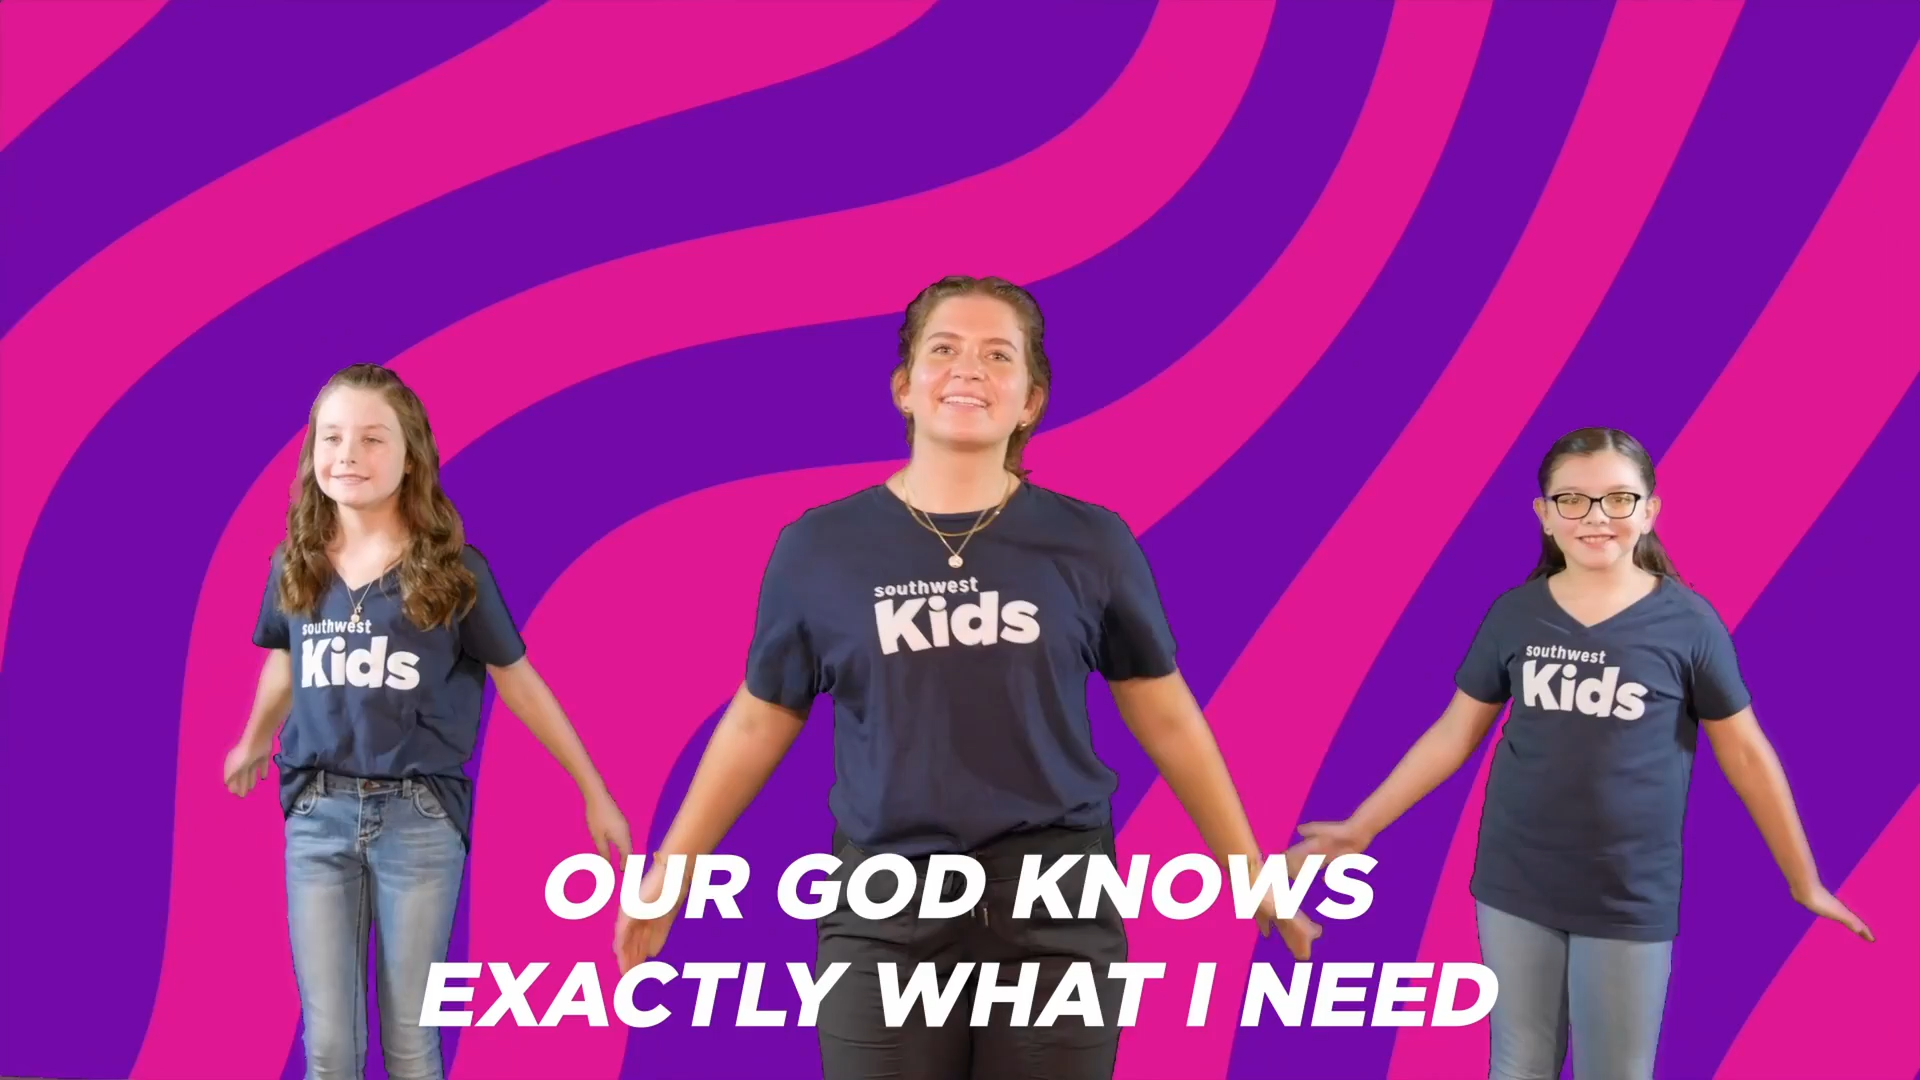 southwest
Kids
southwest
Kids
southwest
Kids
OUR GOD KNOWS
EXACTLY WHAT I NEED